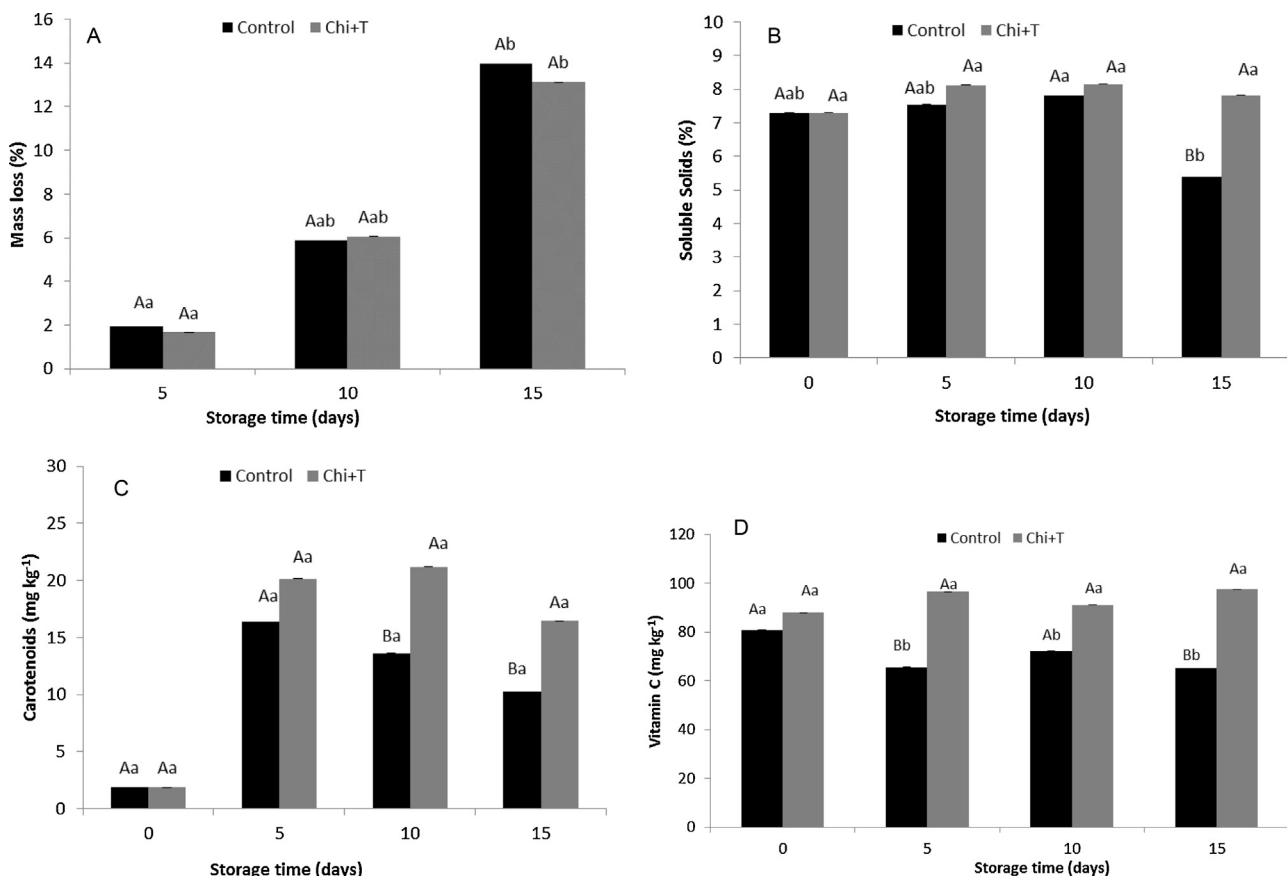 A
Control Chi+T
Mass loss (%)
16
14
12
10
8
6
4
2
0
Aa Aa
Aab Aab
Ab Ab
5 10 15
Storage time (days)
B
Control Chi+T
Soluble Solids (%)
10
9
8
7
6
5
4
3
2
1
0
Aab Aa
Aab Aa
Aa Aa
Bb Aa
0 5 10 15
Storage time (days)
C
Control Chi+T
Carotenoids (mg kg⁻¹)
30
25
20
15
10
5
0
Aa Aa
Aa Aa
Ba Aa
Ba Aa
0 5 10 15
Storage time (days)
D
Control Chi+T
Vitamin C (mg kg⁻¹)
120
100
80
60
40
20
0
Aa Aa
Bb Aa
Ab Aa
Bb Aa
0 5 10 15
Storage time (days)